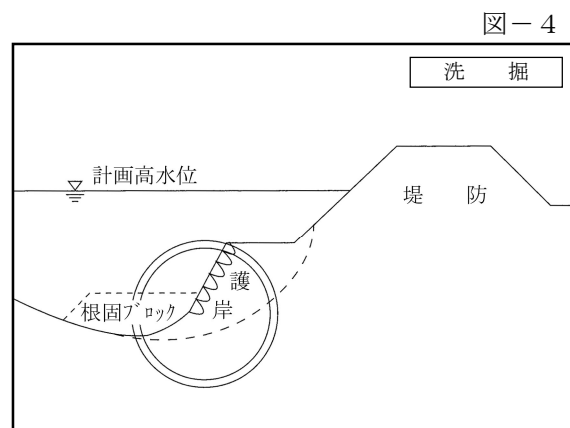 図－4
洗　掘
計画高水位
堤　防
護
岸
根固ブロック